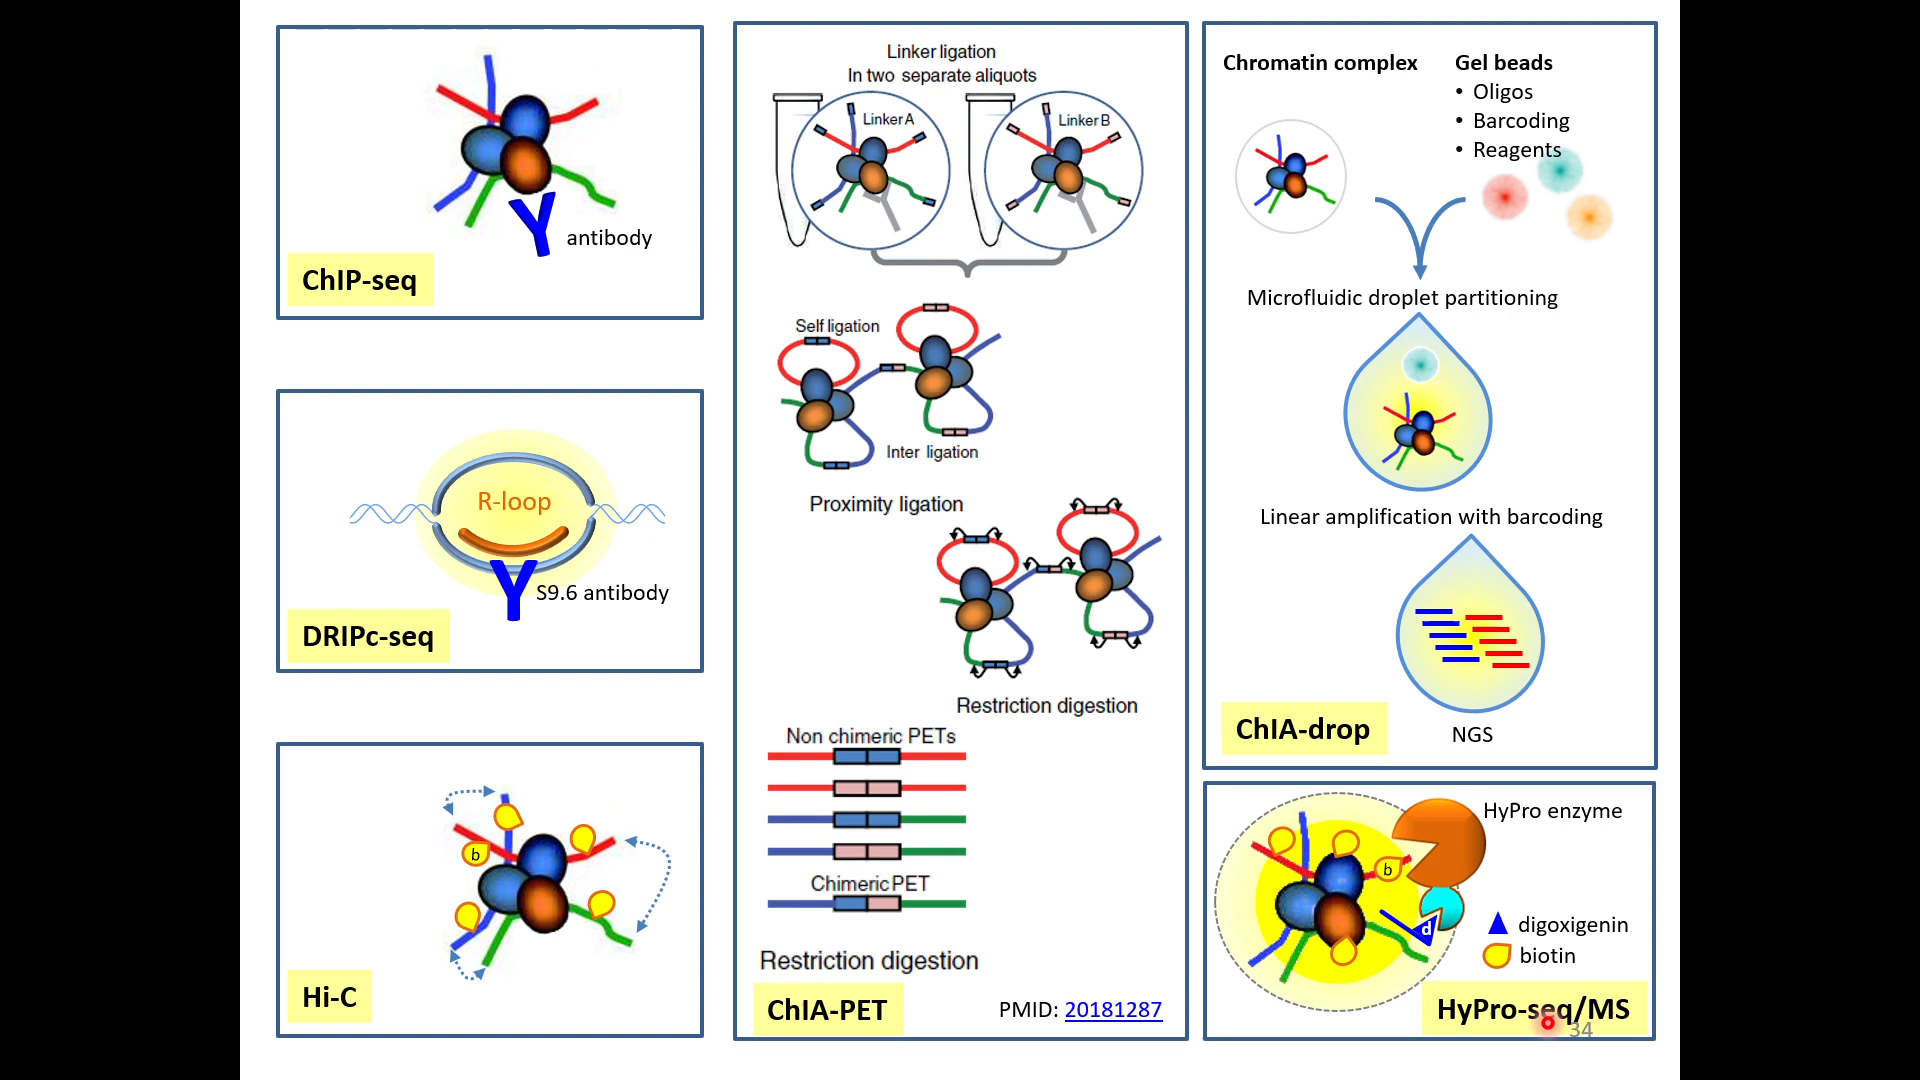 antibody
ChIP-seq
R-loop
S9.6 antibody
DRIPc-seq
b
Hi-C
Linker ligation
In two separate aliquots
Linker A
Linker B
Self ligation
Inter ligation
Proximity ligation
Restriction digestion
Non chimeric PETs
Chimeric PET
Restriction digestion
ChIA-PET
PMID: 20181287
Chromatin complex
Gel beads
• Oligos
• Barcoding
• Reagents
Microfluidic droplet partitioning
Linear amplification with barcoding
ChIA-drop
NGS
HyPro enzyme
b
d
digoxigenin
biotin
HyPro-seq/MS
34